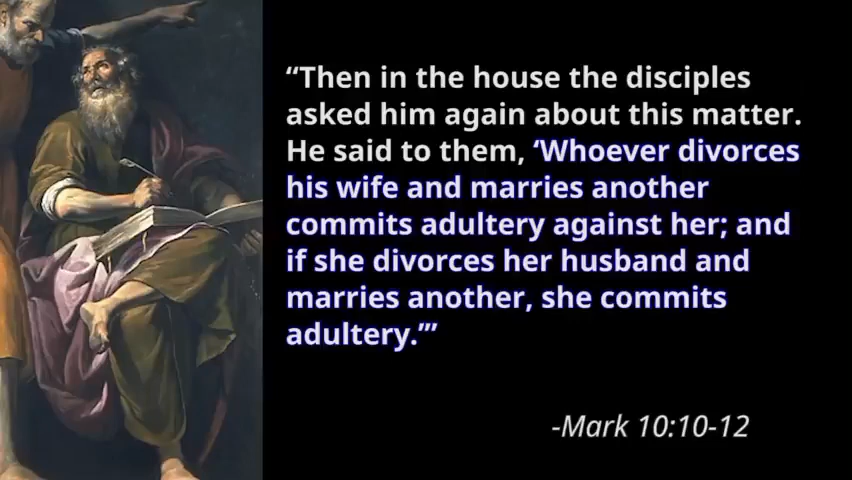 “Then in the house the disciples
asked him again about this matter.
He said to them, ‘Whoever divorces
his wife and marries another
commits adultery against her; and
if she divorces her husband and
marries another, she commits
adultery.’”
-Mark 10:10-12